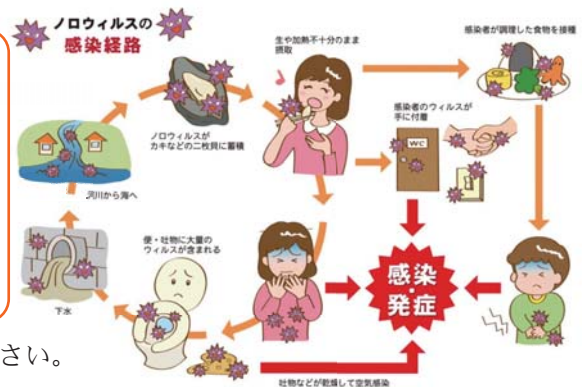 ノロウィルスの
感染経路
生や加熱不十分のまま
摂取
感染者が調理した食物を接種
ノロウィルスが
カキなどの二枚貝に蓄積
感染者のウィルスが
手に付着
WC
河川から海へ
便・吐物に大量の
ウィルスが含まれる
下水
感染・
発症
吐物などが乾燥して空気感染
さい。